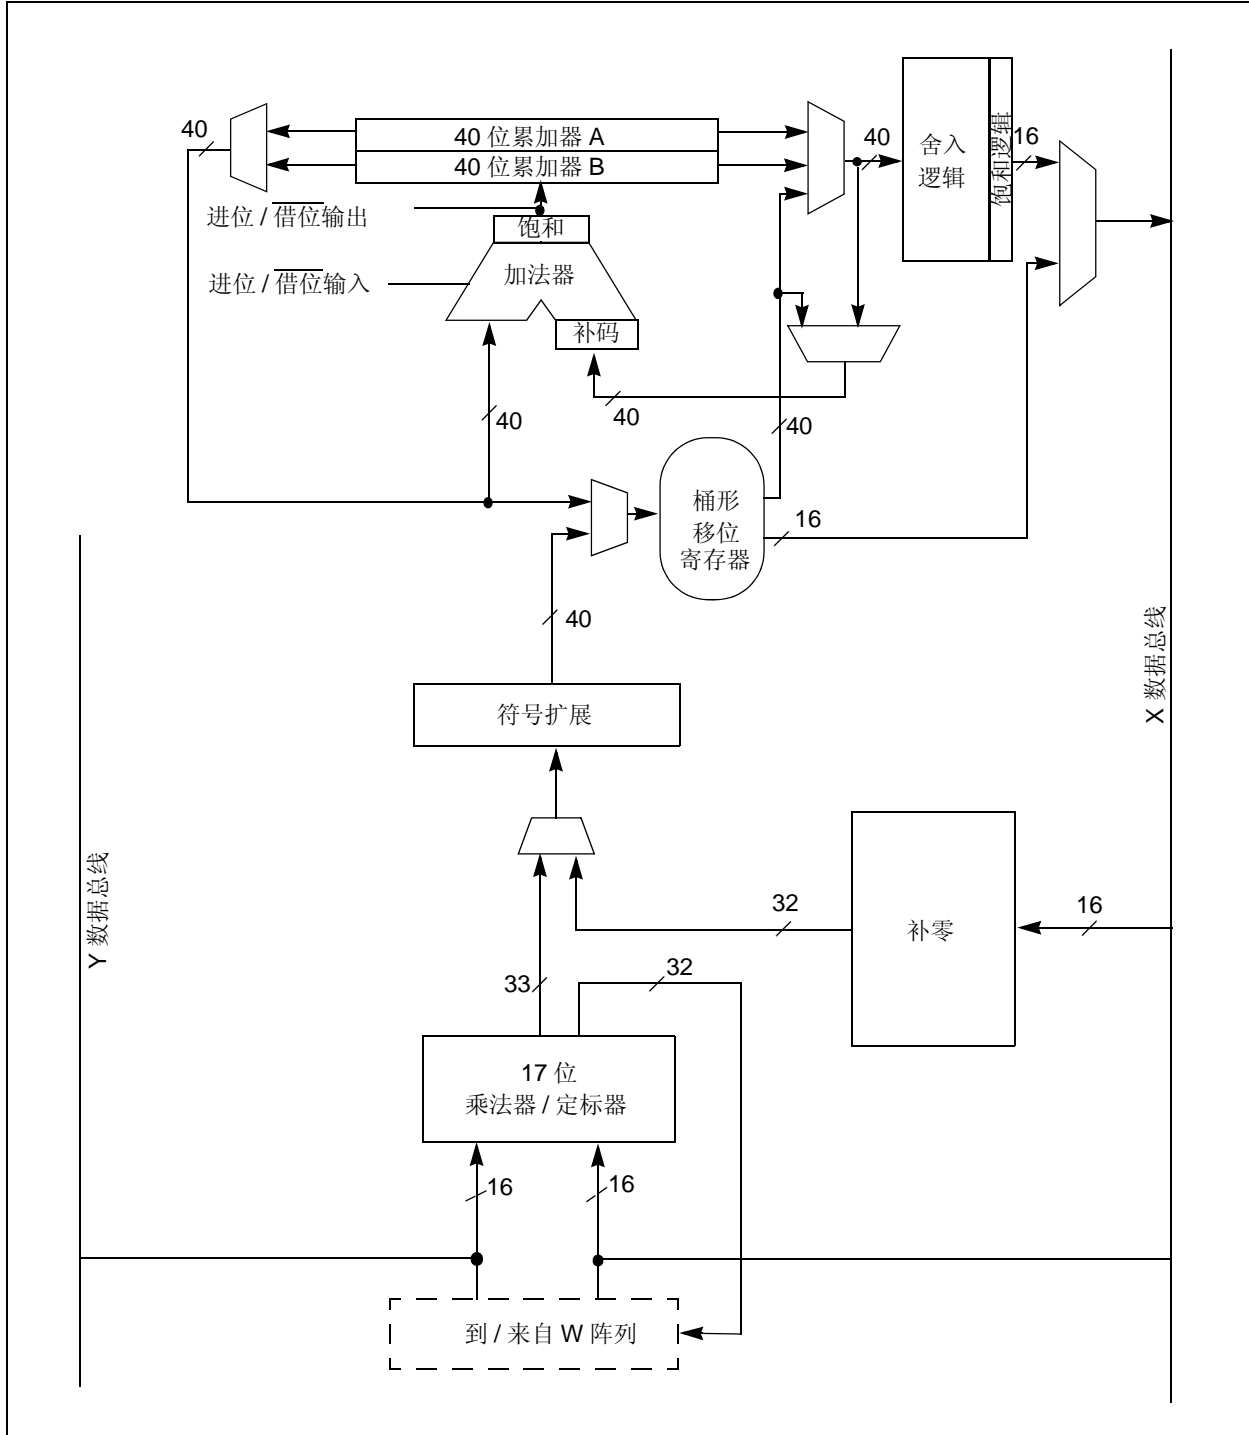 40
40 位累加器 A
40 位累加器 B
40
舍入
逻辑
饱和逻辑
16
进位 / 借位输出
饱和
进位 / 借位输入
加法器
补码
40
40
40
桶形
移位
寄存器
16
40
符号扩展
X 数据总线
Y 数据总线
32
补零
16
33
32
17 位
乘法器 / 定标器
16
16
到 / 来自 W 阵列